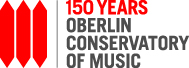 150 YEARS
OBERLIN
CONSERVATORY
OF MUSIC